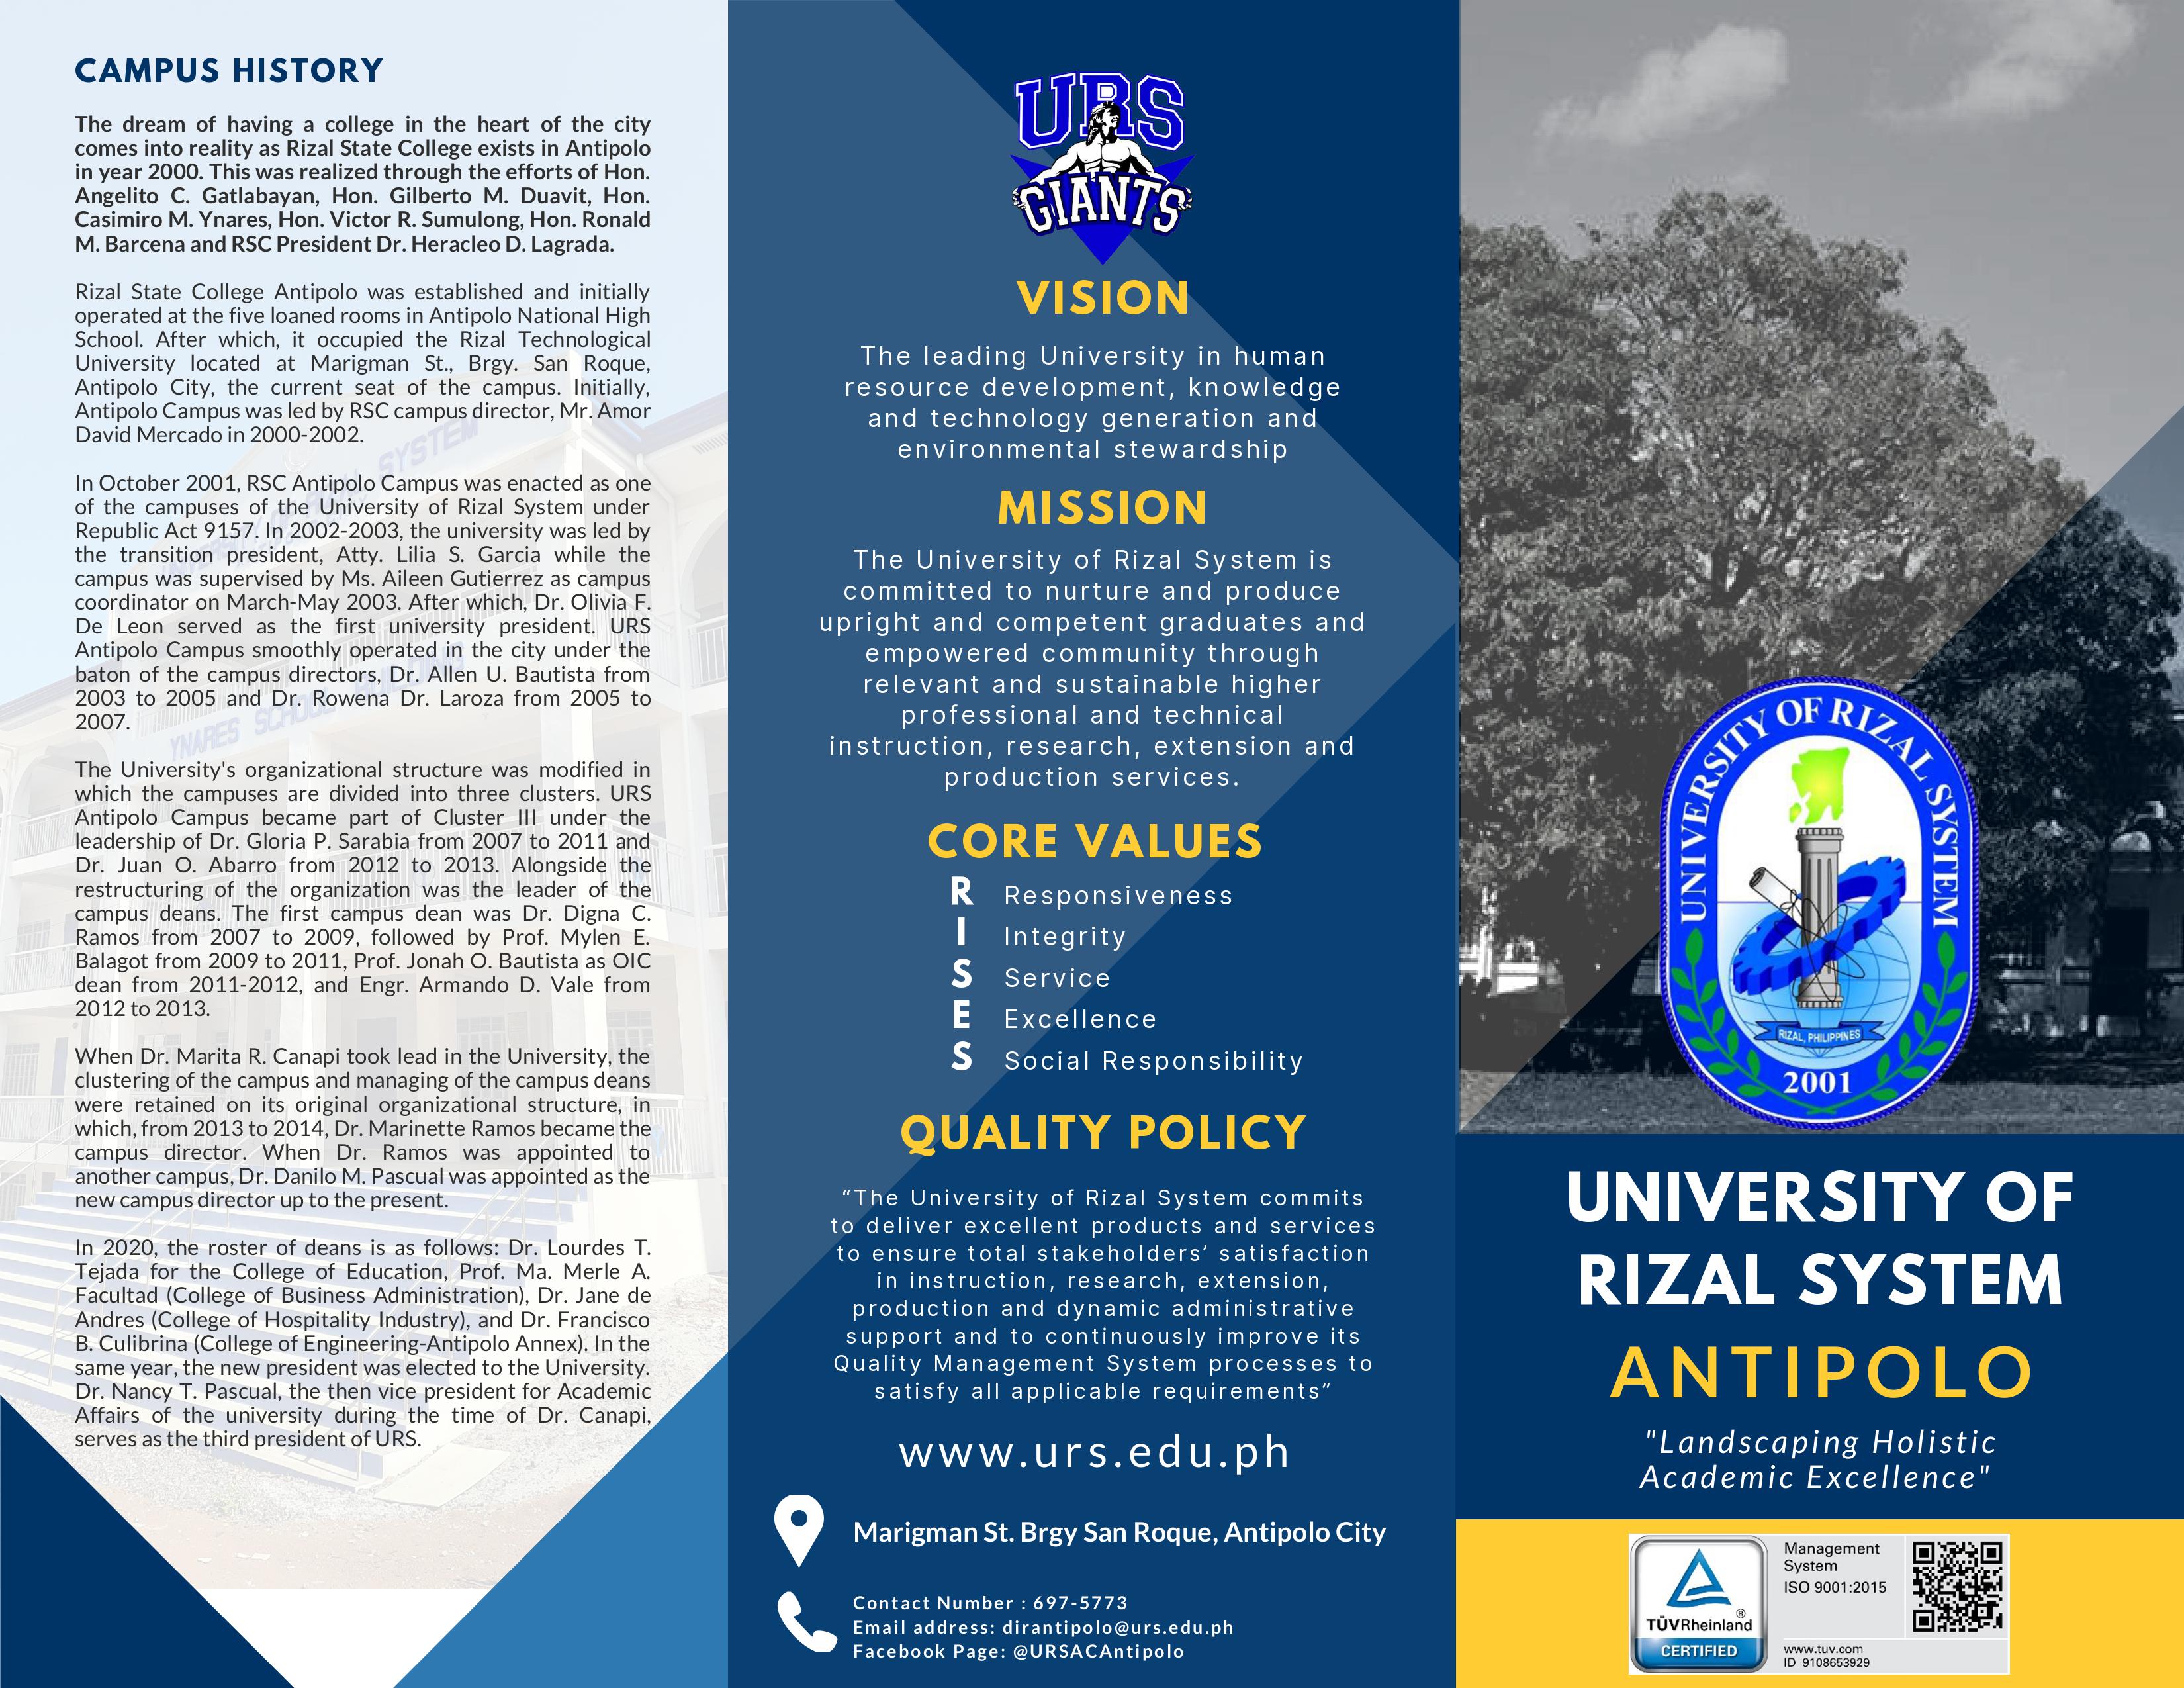 CAMPUS HISTORY
The dream of having a college in the heart of the city
comes into reality as Rizal State College exists in Antipolo
in year 2000. This was realized through the efforts of Hon.
Angelito C. Gatlabayan, Hon. Gilberto M. Duavit, Hon.
Casimiro M. Ynares, Hon. Victor R. Sumulong, Hon. Ronald
M. Barcena and RSC President Dr. Heracleo D. Lagrada.
Rizal State College Antipolo was established and initially
operated at the five loaned rooms in Antipolo National High
School. After which, it occupied the Rizal Technological
University located at Marigman St., Brgy. San Roque,
Antipolo City, the current seat of the campus. Initially,
Antipolo Campus was led by RSC campus director, Mr. Amor
David Mercado in 2000-2002.
In October 2001, RSC Antipolo Campus was enacted as one
of the campuses of the University of Rizal System under
Republic Act 9157. In 2002-2003, the university was led by
the transition president, Atty. Lilia S. Garcia while the
campus was supervised by Ms. Aileen Gutierrez as campus
coordinator on March-May 2003. After which, Dr. Olivia F.
De Leon served as the first university president. URS
Antipolo Campus smoothly operated in the city under the
baton of the campus directors, Dr. Allen U. Bautista from
2003 to 2005 and Dr. Rowena Dr. Laroza from 2005 to
2007.
The University's organizational structure was modified in
which the campuses are divided into three clusters. URS
Antipolo Campus became part of Cluster III under the
leadership of Dr. Gloria P. Sarabia from 2007 to 2011 and
Dr. Juan O. Abarro from 2012 to 2013. Alongside the
restructuring of the organization was the leader of the
campus deans. The first campus dean was Dr. Digna C.
Ramos from 2007 to 2009, followed by Prof. Mylen E.
Balagot from 2009 to 2011, Prof. Jonah O. Bautista as OIC
dean from 2011-2012, and Engr. Armando D. Vale from
2012 to 2013.
When Dr. Marita R. Canapi took lead in the University, the
clustering of the campus and managing of the campus deans
were retained on its original organizational structure, in
which, from 2013 to 2014, Dr. Marinette Ramos became the
campus director. When Dr. Ramos was appointed to
another campus, Dr. Danilo M. Pascual was appointed as the
new campus director up to the present.
In 2020, the roster of deans is as follows: Dr. Lourdes T.
Tejada for the College of Education, Prof. Ma. Merle A.
Facultad (College of Business Administration), Dr. Jane de
Andres (College of Hospitality Industry), and Dr. Francisco
B. Culibrina (College of Engineering-Antipolo Annex). In the
same year, the new president was elected to the University.
Dr. Nancy T. Pascual, the then vice president for Academic
Affairs of the university during the time of Dr. Canapi,
serves as the third president of URS.
UNIVERSITY OF RIZAL SYSTEM
YNARES SCHOOL BUILDING
URS
GIANTS
VISION
The leading University in human
resource development, knowledge
and technology generation and
environmental stewardship
MISSION
The University of Rizal System is
committed to nurture and produce
upright and competent graduates and
empowered community through
relevant and sustainable higher
professional and technical
instruction, research, extension and
production services.
CORE VALUES
R Responsiveness
I Integrity
S Service
E Excellence
S Social Responsibility
QUALITY POLICY
“The University of Rizal System commits
to deliver excellent products and services
to ensure total stakeholders’ satisfaction
in instruction, research, extension,
production and dynamic administrative
support and to continuously improve its
Quality Management System processes to
satisfy all applicable requirements”
www.urs.edu.ph
Marigman St. Brgy San Roque, Antipolo City
Contact Number : 697-5773
Email address: dirantipolo@urs.edu.ph
Facebook Page: @URSACAntipolo
UNIVERSITY OF RIZAL SYSTEM
RIZAL, PHILIPPINES
2001
UNIVERSITY OF
RIZAL SYSTEM
ANTIPOLO
"Landscaping Holistic
Academic Excellence"
TÜVRheinland®
CERTIFIED
Management
System
ISO 9001:2015
www.tuv.com
ID 9108653929